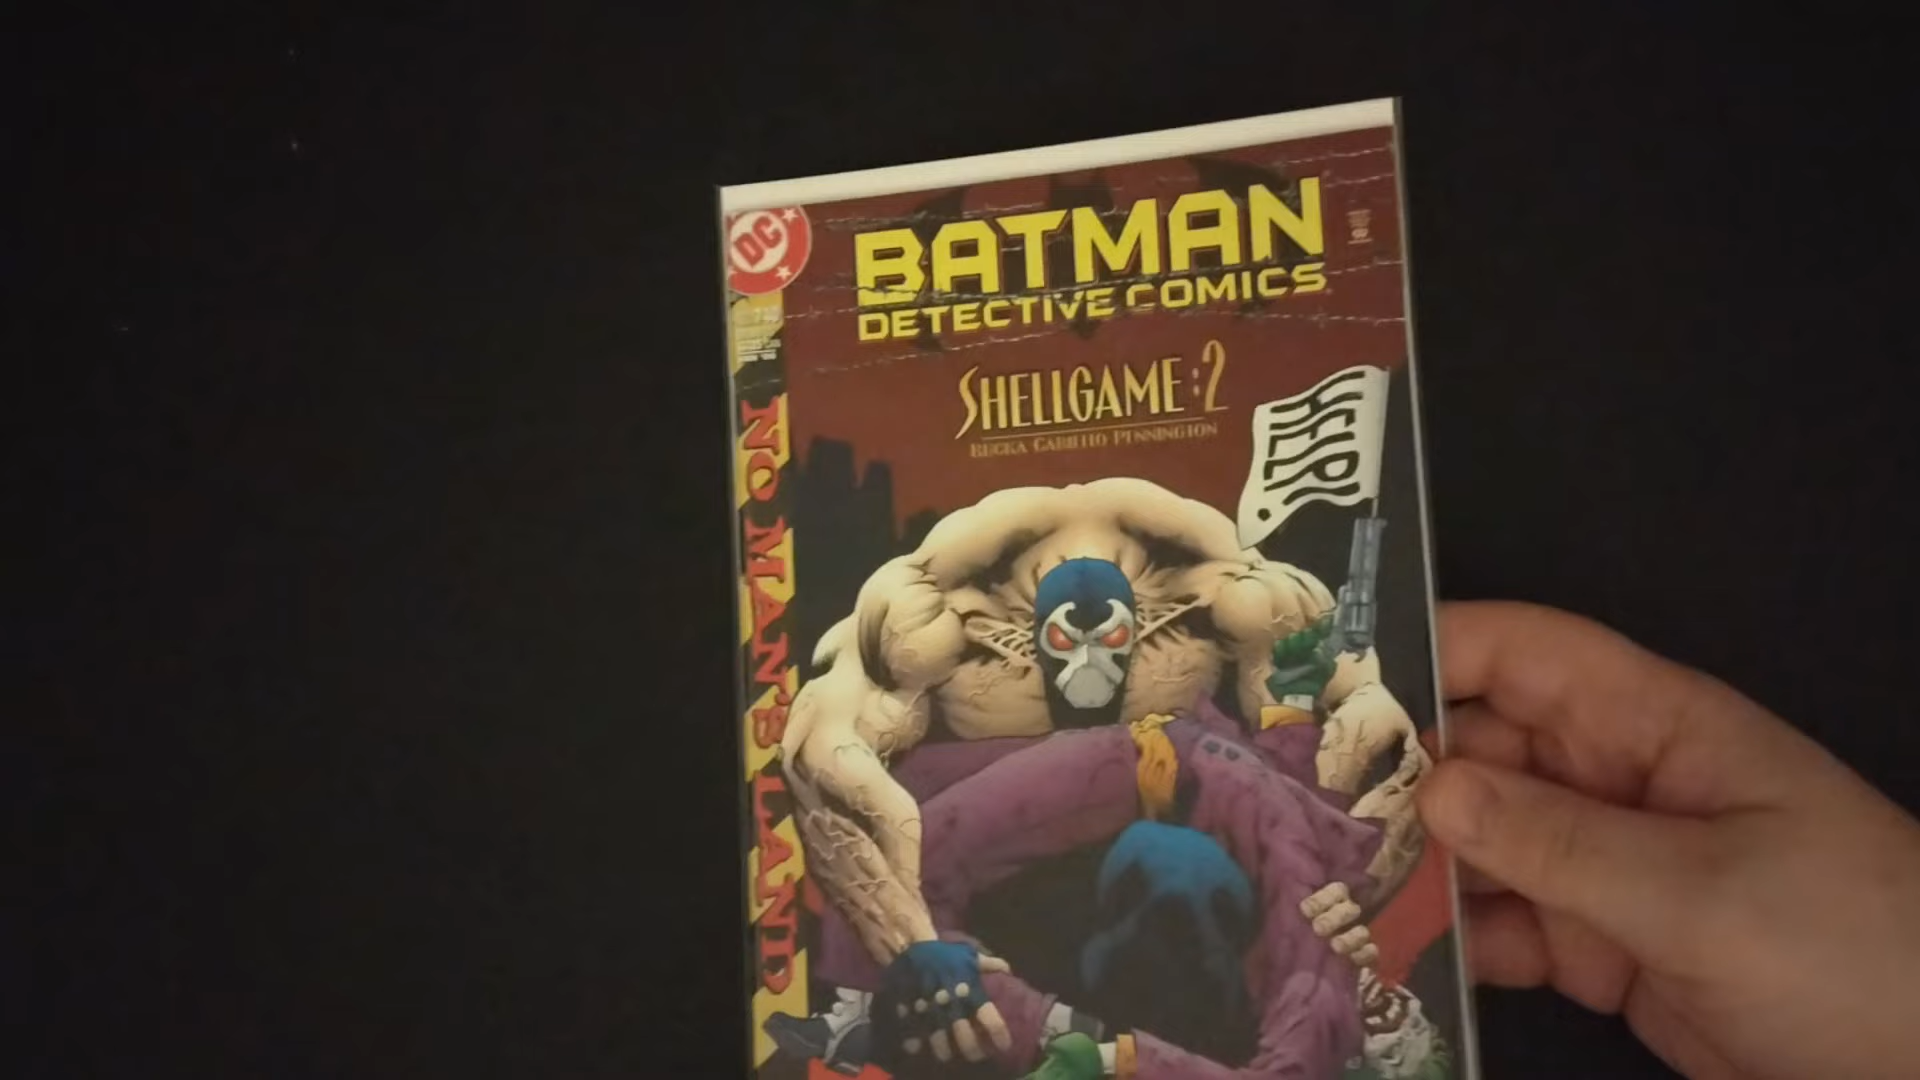 DC
BATMAN
DETECTIVE COMICS
SHELLGAME:2
RUCKA CARIELLO PENNINGTON
HELP!
NO MAN'S LAND